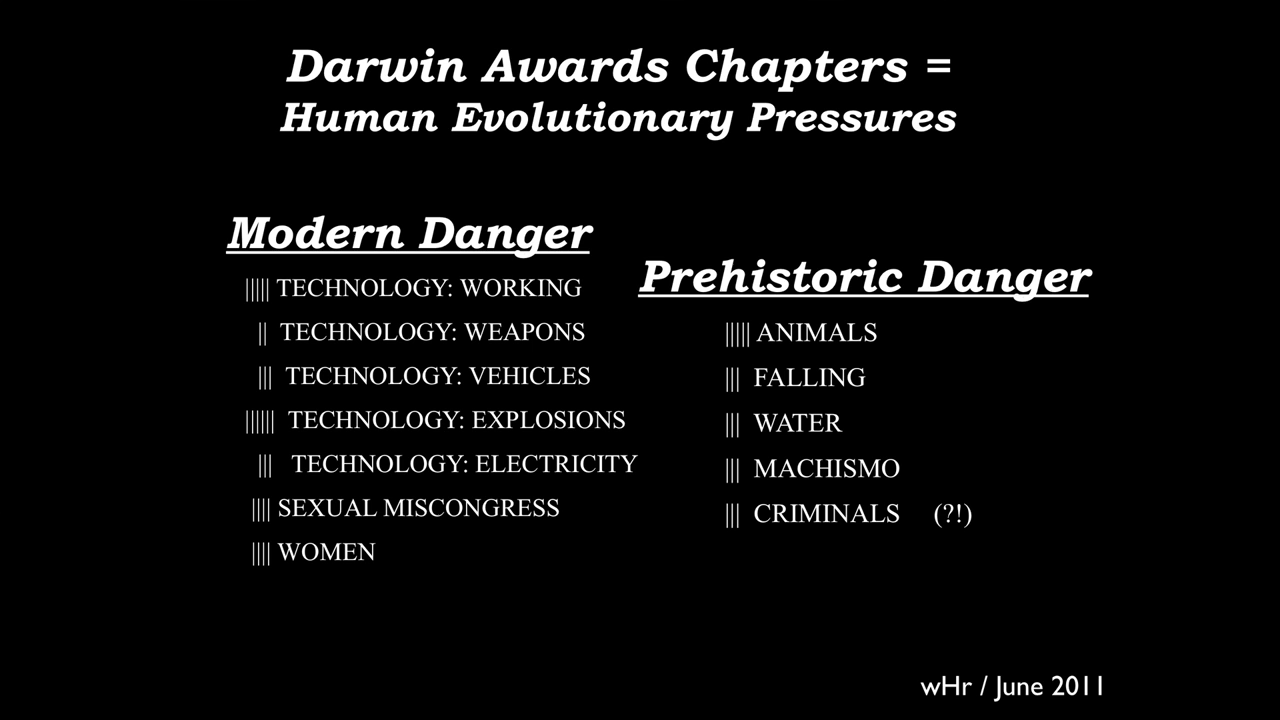 Darwin Awards Chapters =
Human Evolutionary Pressures
Modern Danger
||||| TECHNOLOGY: WORKING
|| TECHNOLOGY: WEAPONS
||| TECHNOLOGY: VEHICLES
|||||| TECHNOLOGY: EXPLOSIONS
||| TECHNOLOGY: ELECTRICITY
|||| SEXUAL MISCONGRESS
|||| WOMEN
Prehistoric Danger
||||| ANIMALS
||| FALLING
||| WATER
||| MACHISMO
||| CRIMINALS (?!)
wHr / June 2011